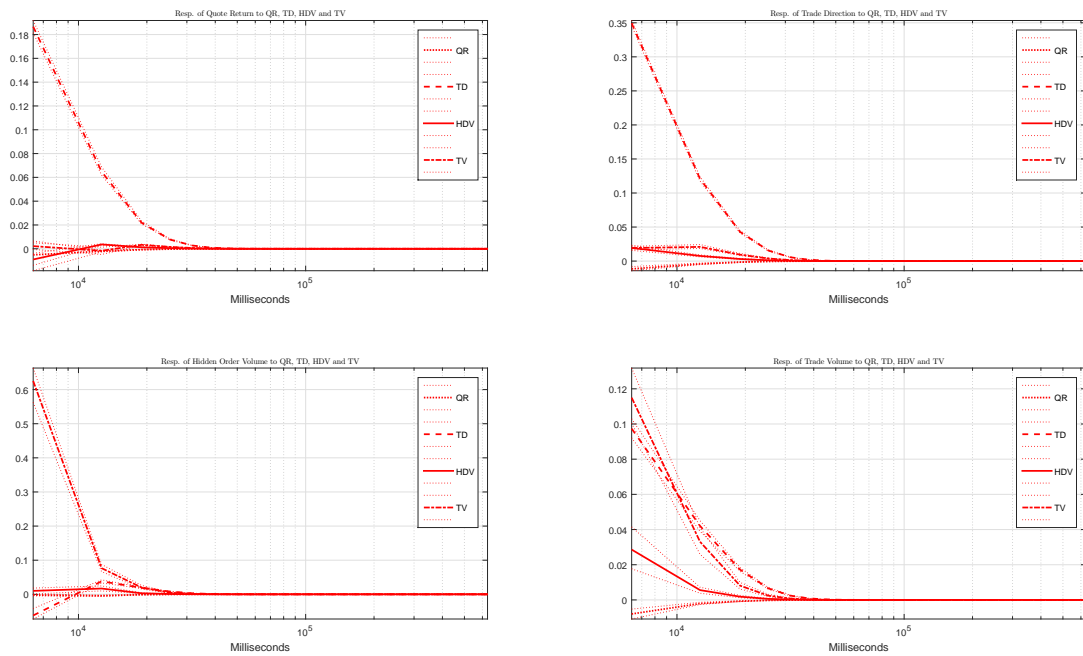 Resp. of Quote Return to QR, TD, HDV and TV
0.18
0.16
0.14
0.12
0.1
0.08
0.06
0.04
0.02
0
QR
TD
HDV
TV
10^4
10^5
Milliseconds
Resp. of Trade Direction to QR, TD, HDV and TV
0.35
0.3
0.25
0.2
0.15
0.1
0.05
0
QR
TD
HDV
TV
10^4
10^5
Milliseconds
Resp. of Hidden Order Volume to QR, TD, HDV and TV
0.6
0.5
0.4
0.3
0.2
0.1
0
QR
TD
HDV
TV
10^4
10^5
Milliseconds
Resp. of Trade Volume to QR, TD, HDV and TV
0.12
0.1
0.08
0.06
0.04
0.02
0
QR
TD
HDV
TV
10^4
10^5
Milliseconds